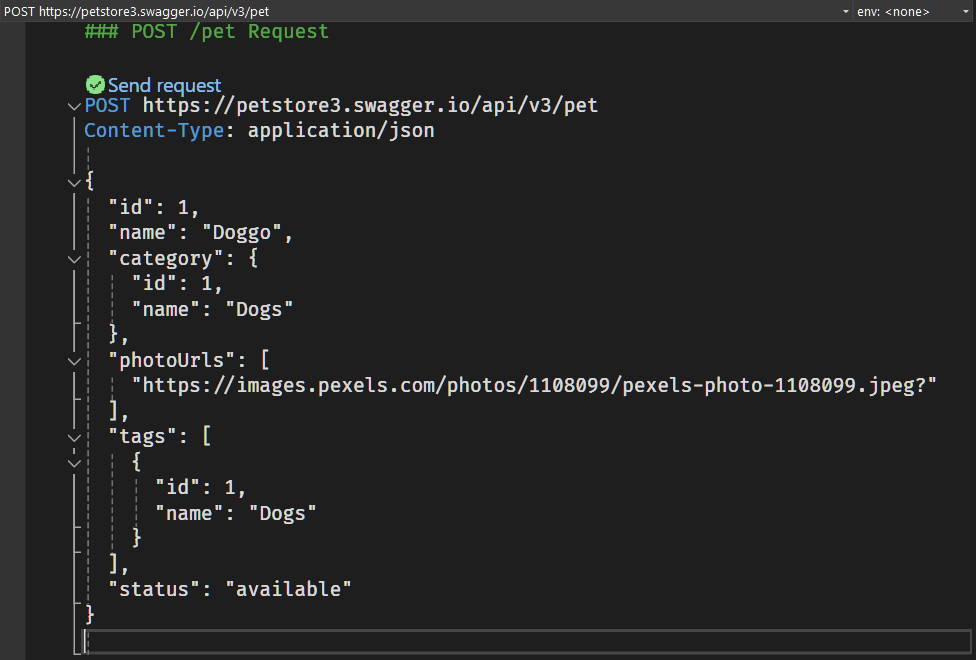 POST https://petstore3.swagger.io/api/v3/pet env: <none>
### POST /pet Request
Send request
POST https://petstore3.swagger.io/api/v3/pet
Content-Type: application/json
{
"id": 1,
"name": "Doggo",
"category": {
"id": 1,
"name": "Dogs"
},
"photoUrls": [
"https://images.pexels.com/photos/1108099/pexels-photo-1108099.jpeg?"
],
"tags": [
{
"id": 1,
"name": "Dogs"
}
],
"status": "available"
}